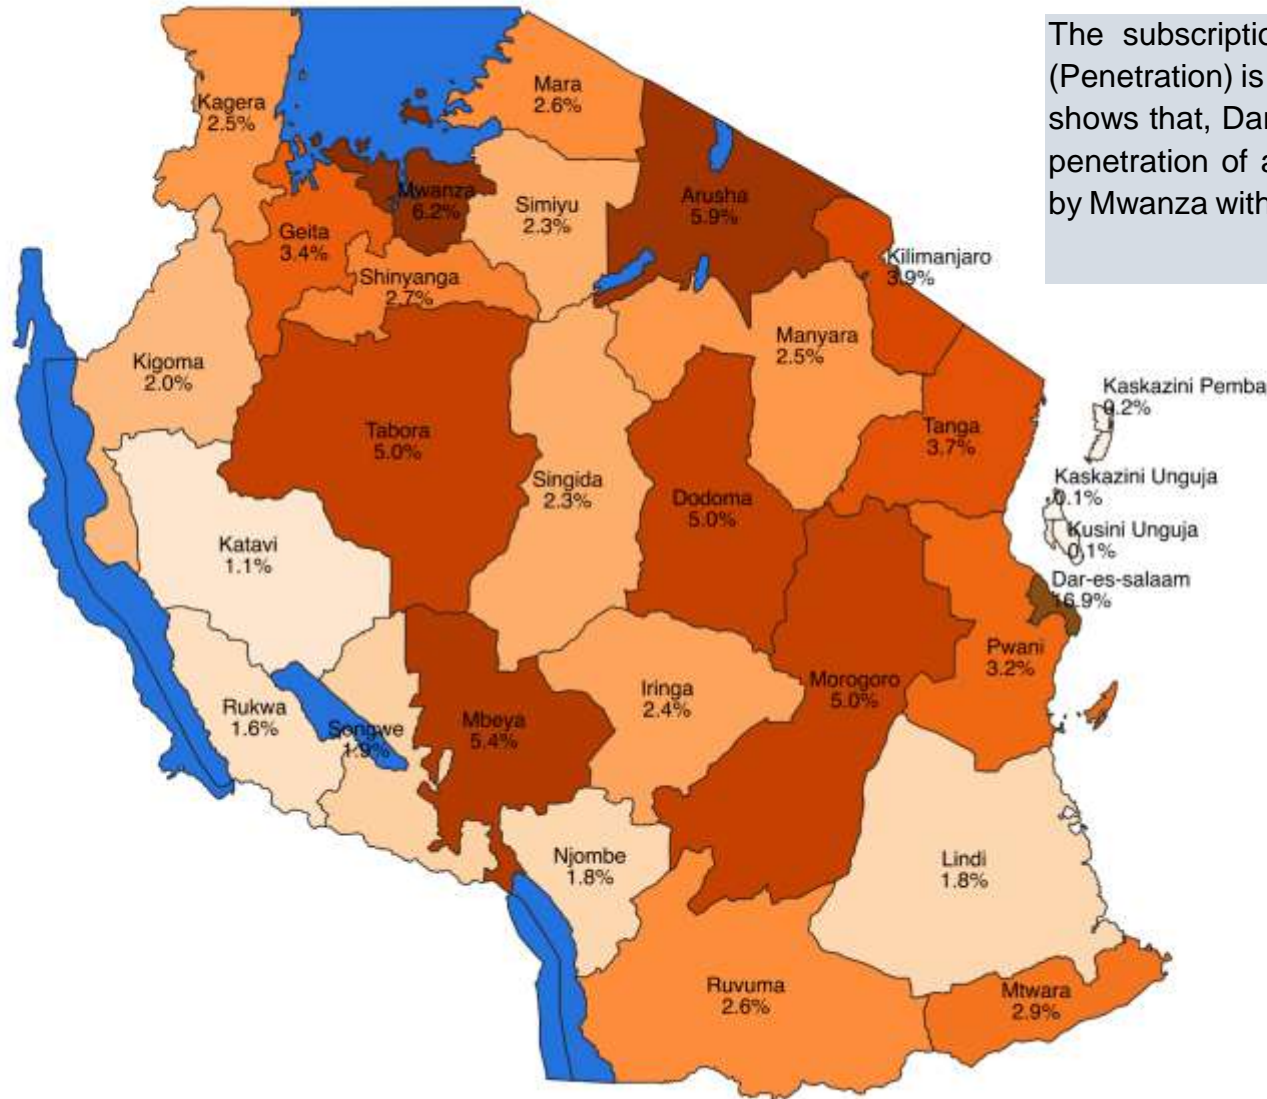 The subscriptio
(Penetration) is
shows that, Dar
penetration of a
by Mwanza with
Mara
2.6%
Kagera
2.5%
Mwanza
6.2%
Arusha
5.9%
Simiyu
2.3%
Geita
3.4%
Kilimanjaro
3.9%
Shinyanga
2.7%
Manyara
2.5%
Kigoma
2.0%
Kaskazini Pemba
0.2%
Tabora
5.0%
Tanga
3.7%
Singida
2.3%
Dodoma
5.0%
Kaskazini Unguja
0.1%
Kusini Unguja
0.1%
Katavi
1.1%
Dar-es-salaam
16.9%
Pwani
3.2%
Iringa
2.4%
Morogoro
5.0%
Rukwa
1.6%
Songwe
1.9%
Mbeya
5.4%
Njombe
1.8%
Lindi
1.8%
Ruvuma
2.6%
Mtwara
2.9%